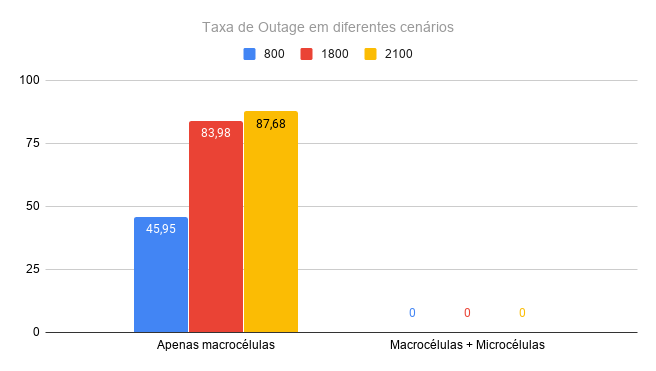 Taxa de Outage em diferentes cenários
800 1800 2100
100
75
50
25
0
45,95
83,98
87,68
0 0 0
Apenas macrocélulas Macrocélulas + Microcélulas